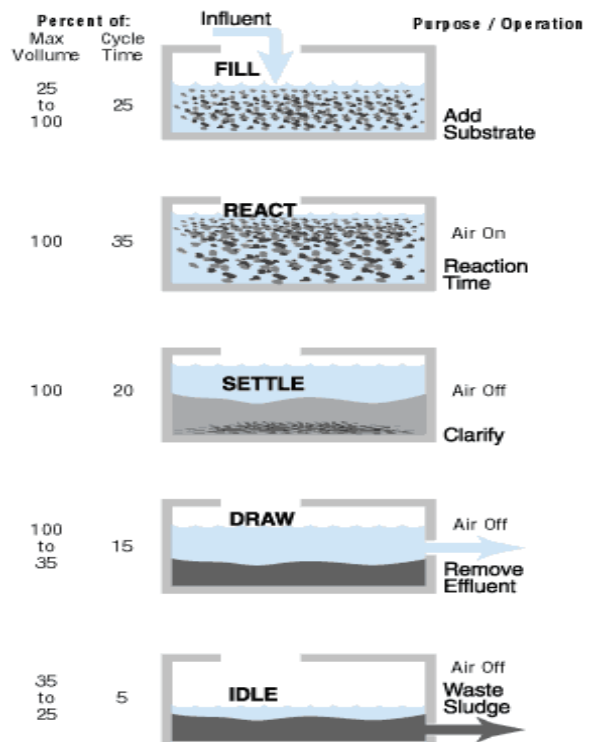 Percent of:
Max Vollume
Cycle Time
Influent
Purpose / Operation
25
to
100
25
FILL
Add
Substrate
100
35
REACT
Air On
Reaction
Time
100
20
SETTLE
Air Off
Clarify
100
to
35
15
DRAW
Air Off
Remove
Effluent
35
to
25
5
IDLE
Air Off
Waste
Sludge